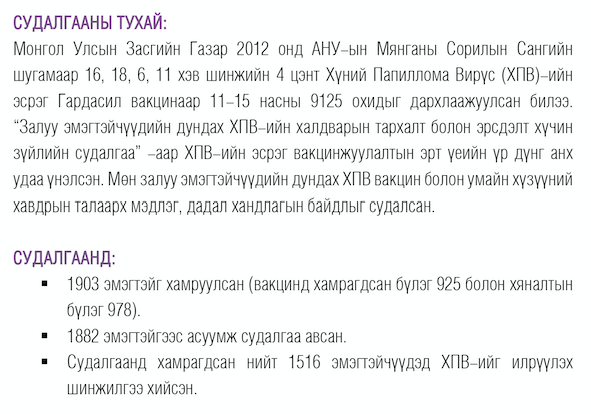 СУДАЛГААНЫ ТУХАЙ:
Монгол Улсын Засгийн Газар 2012 онд АНУ–ын Мянганы Сорилын Сангийн
шугамаар 16, 18, 6, 11 хэв шинжийн 4 цэнт Хүний Папиллома Вирүс (ХПВ)–ийн
эсрэг Гардасил вакцинаар 11–15 насны 9125 охидыг дархлаажуулсан билээ.
“Залуу эмэгтэйчүүдийн дундах ХПВ–ийн халдварын тархалт болон эрсдэлт хүчин
зүйлийн судалгаа” –аар ХПВ–ийн эсрэг вакцинжуулалтын эрт үеийн үр дүнг анх
удаа үнэлсэн. Мөн залуу эмэгтэйчүүдийн дундах ХПВ вакцин болон умайн хүзүүний
хавдрын талаарх мэдлэг, дадал хандлагын байдлыг судалсан.
СУДАЛГААНД:
▪ 1903 эмэгтэйг хамруулсан (вакцинд хамрагдсан бүлэг 925 болон хяналтын
бүлэг 978).
▪ 1882 эмэгтэйгээс асуумж судалгаа авсан.
▪ Судалгаанд хамрагдсан нийт 1516 эмэгтэйчүүдэд ХПВ–ийг илрүүлэх
шинжилгээ хийсэн.